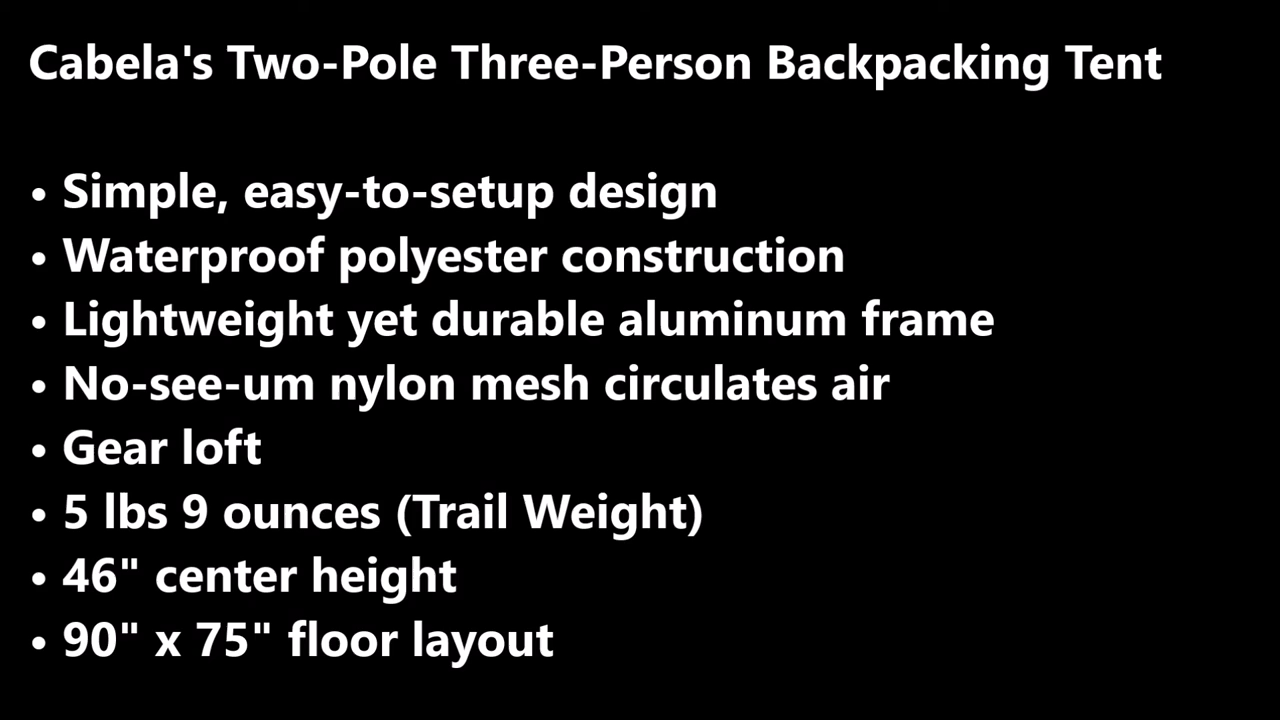 Cabela's Two-Pole Three-Person Backpacking Tent
• Simple, easy-to-setup design
• Waterproof polyester construction
• Lightweight yet durable aluminum frame
• No-see-um nylon mesh circulates air
• Gear loft
• 5 lbs 9 ounces (Trail Weight)
• 46" center height
• 90" x 75" floor layout